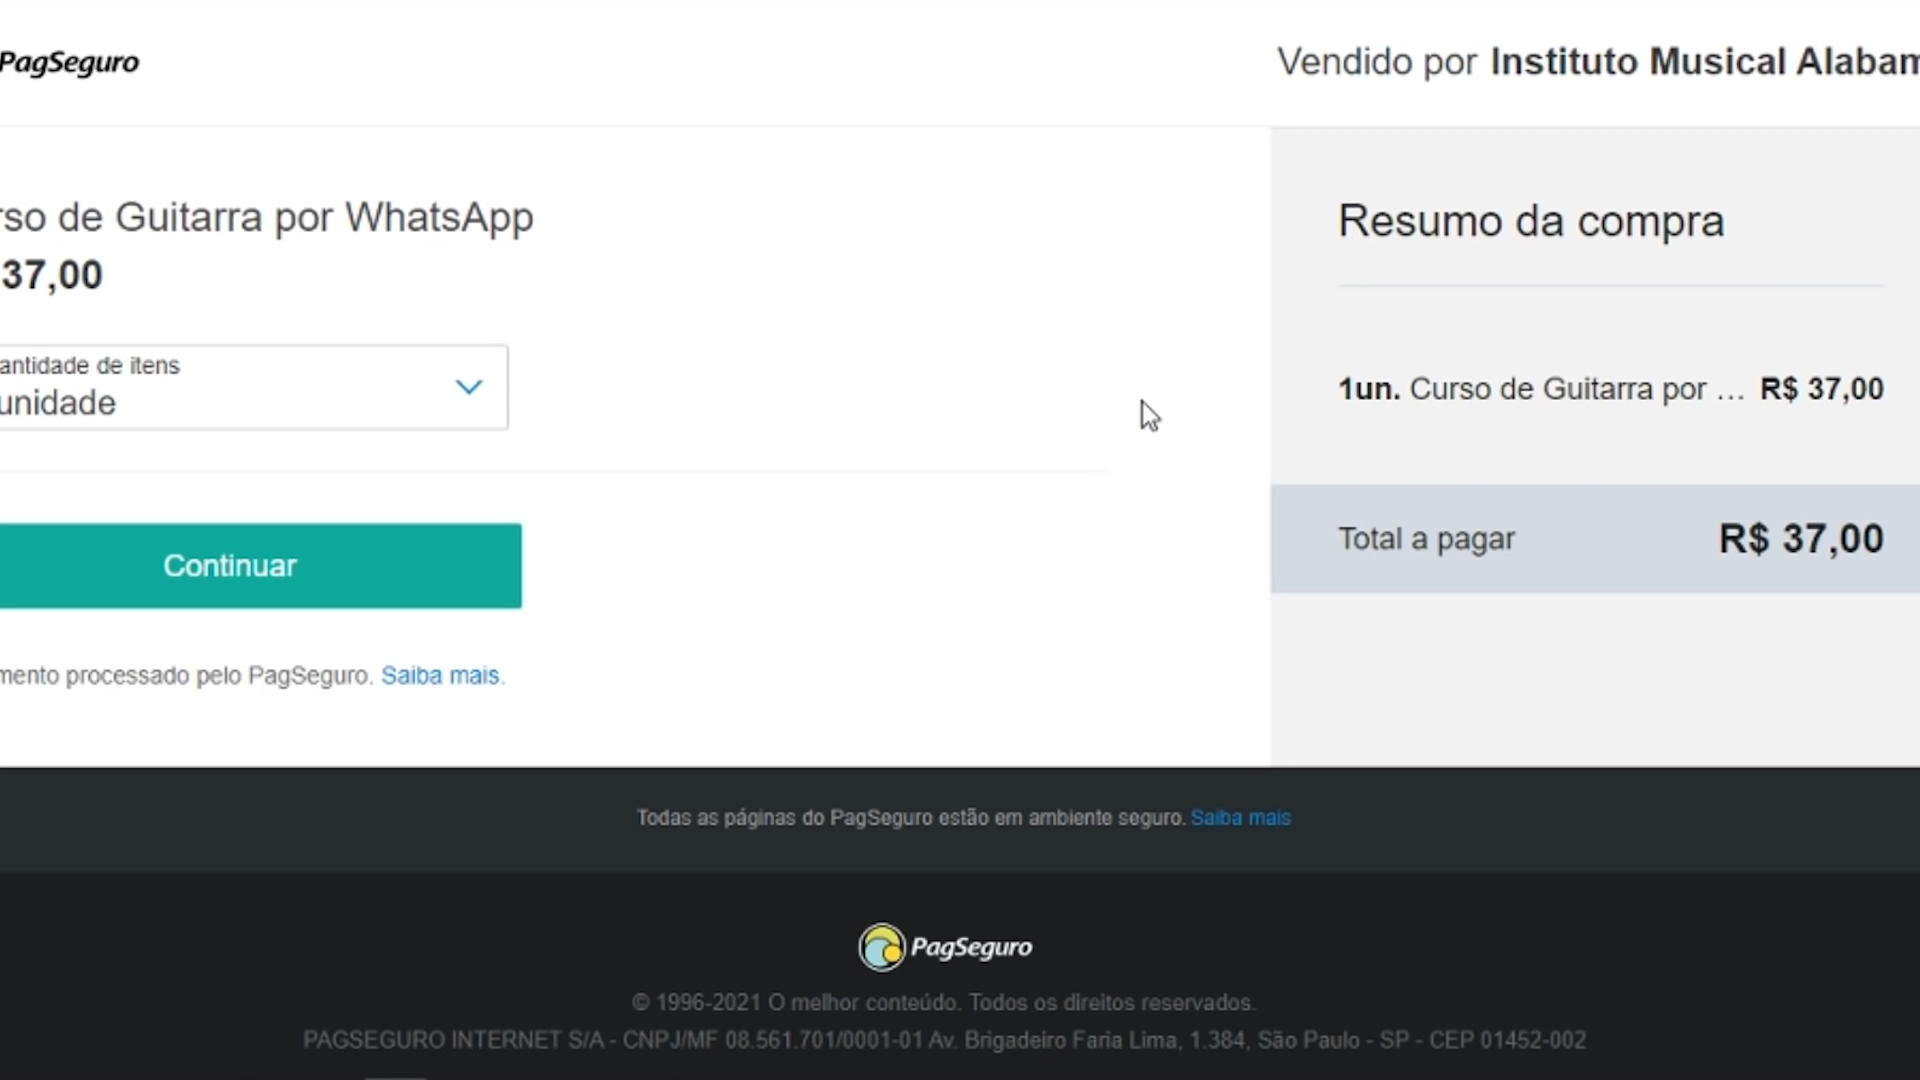 PagSeguro
Vendido por Instituto Musical Alabam
rso de Guitarra por WhatsApp
37,00
antidade de itens
unidade
Continuar
mento processado pelo PagSeguro. Saiba mais.
Resumo da compra
1un. Curso de Guitarra por ... R$ 37,00
Total a pagar R$ 37,00
Todas as páginas do PagSeguro estão em ambiente seguro. Saiba mais
PagSeguro
© 1996-2021 O melhor conteúdo. Todos os direitos reservados.
PAGSEGURO INTERNET S/A - CNPJ/MF 08.561.701/0001-01 Av. Brigadeiro Faria Lima, 1.384, São Paulo - SP - CEP 01452-002